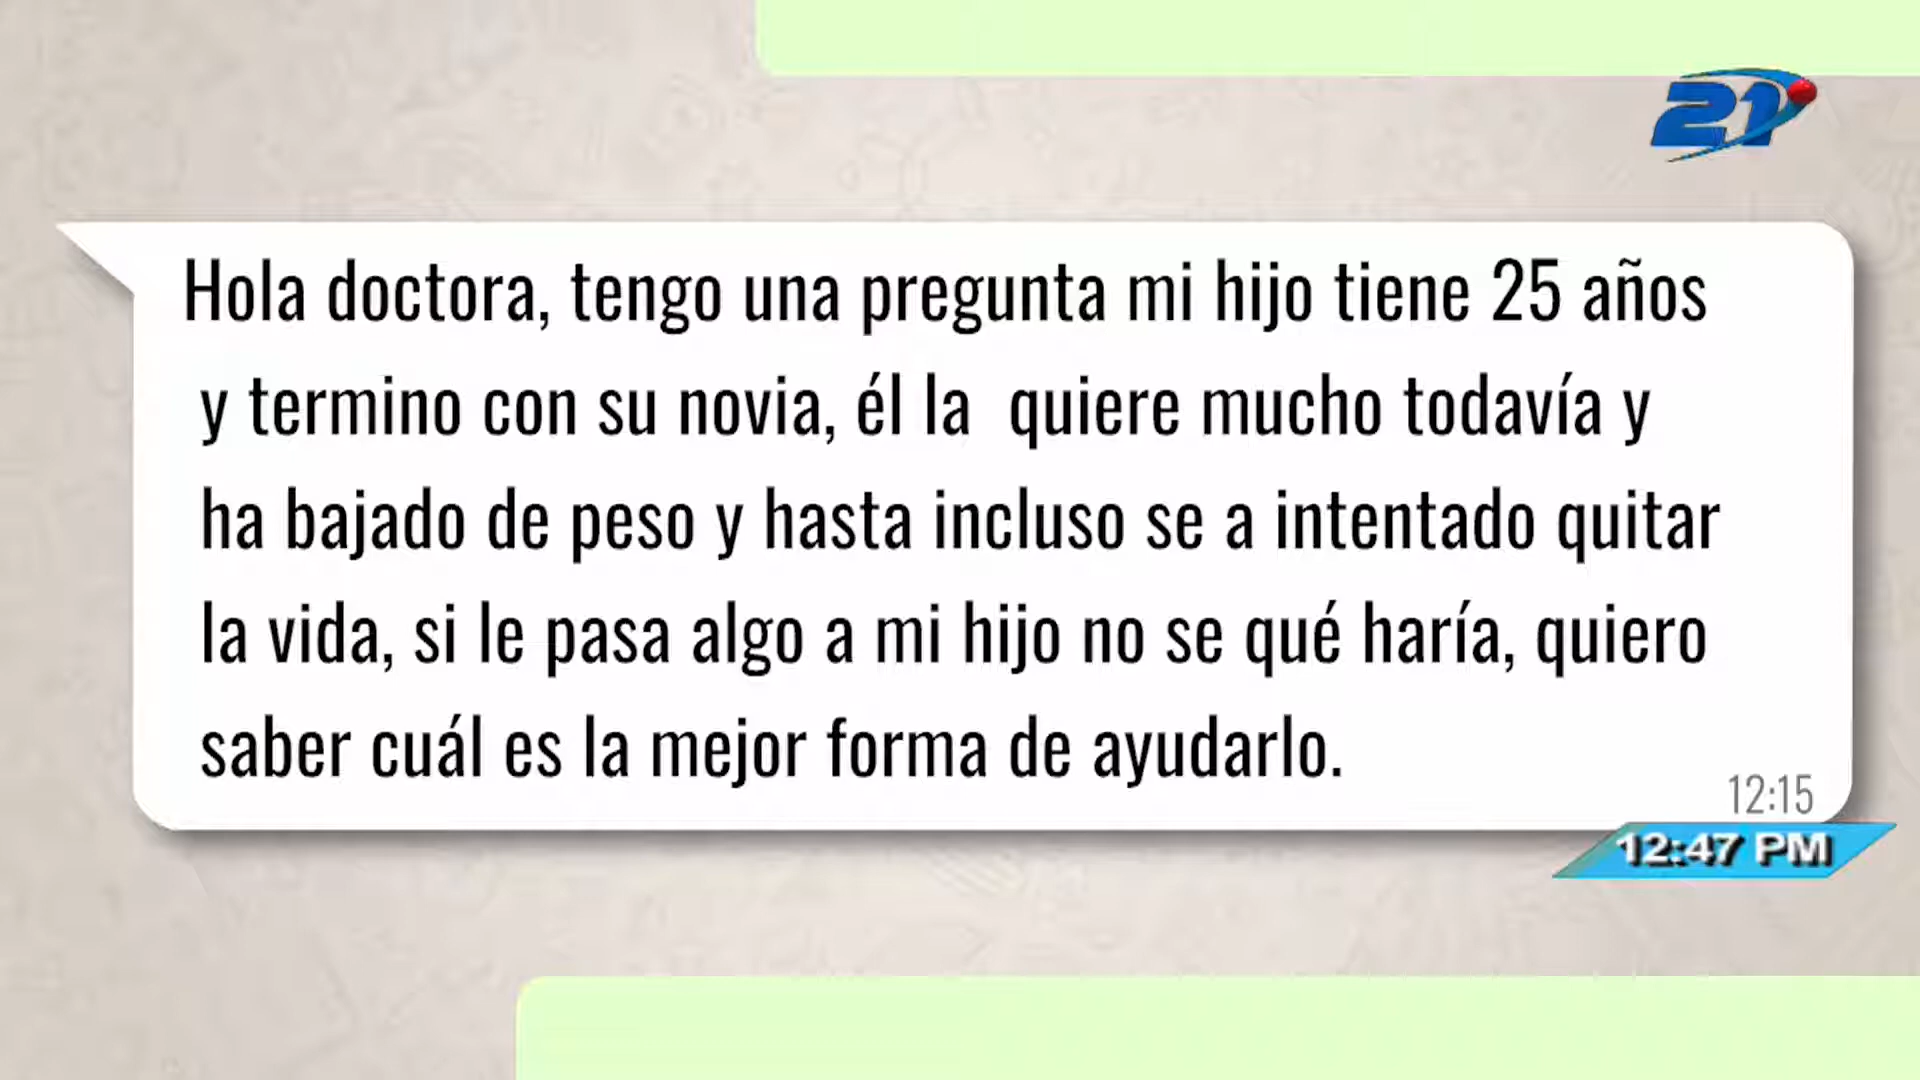 21
Hola doctora, tengo una pregunta mi hijo tiene 25 años
y termino con su novia, él la quiere mucho todavía y
ha bajado de peso y hasta incluso se a intentado quitar
la vida, si le pasa algo a mi hijo no se qué haría, quiero
saber cuál es la mejor forma de ayudarlo.
12:15
12:47 PM